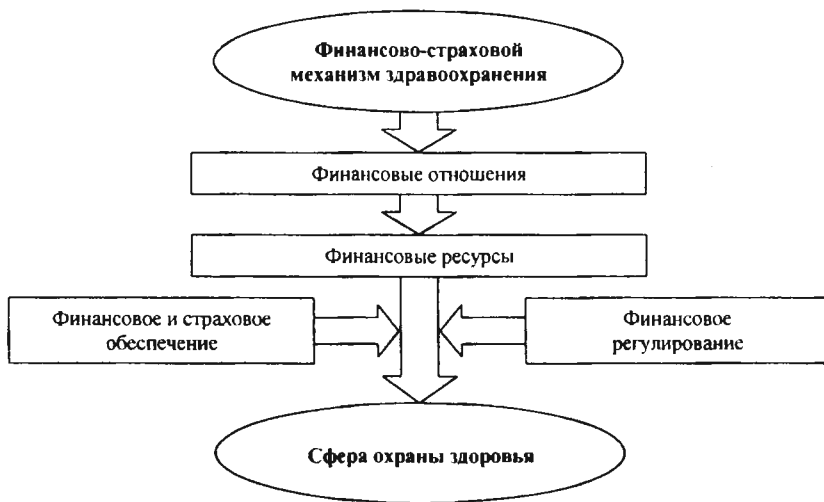 Финансово-страховой
механизм здравоохранения
Финансовые отношения
Финансовые ресурсы
Финансовое и страховое
обеспечение
Финансовое
регулирование
Сфера охраны здоровья